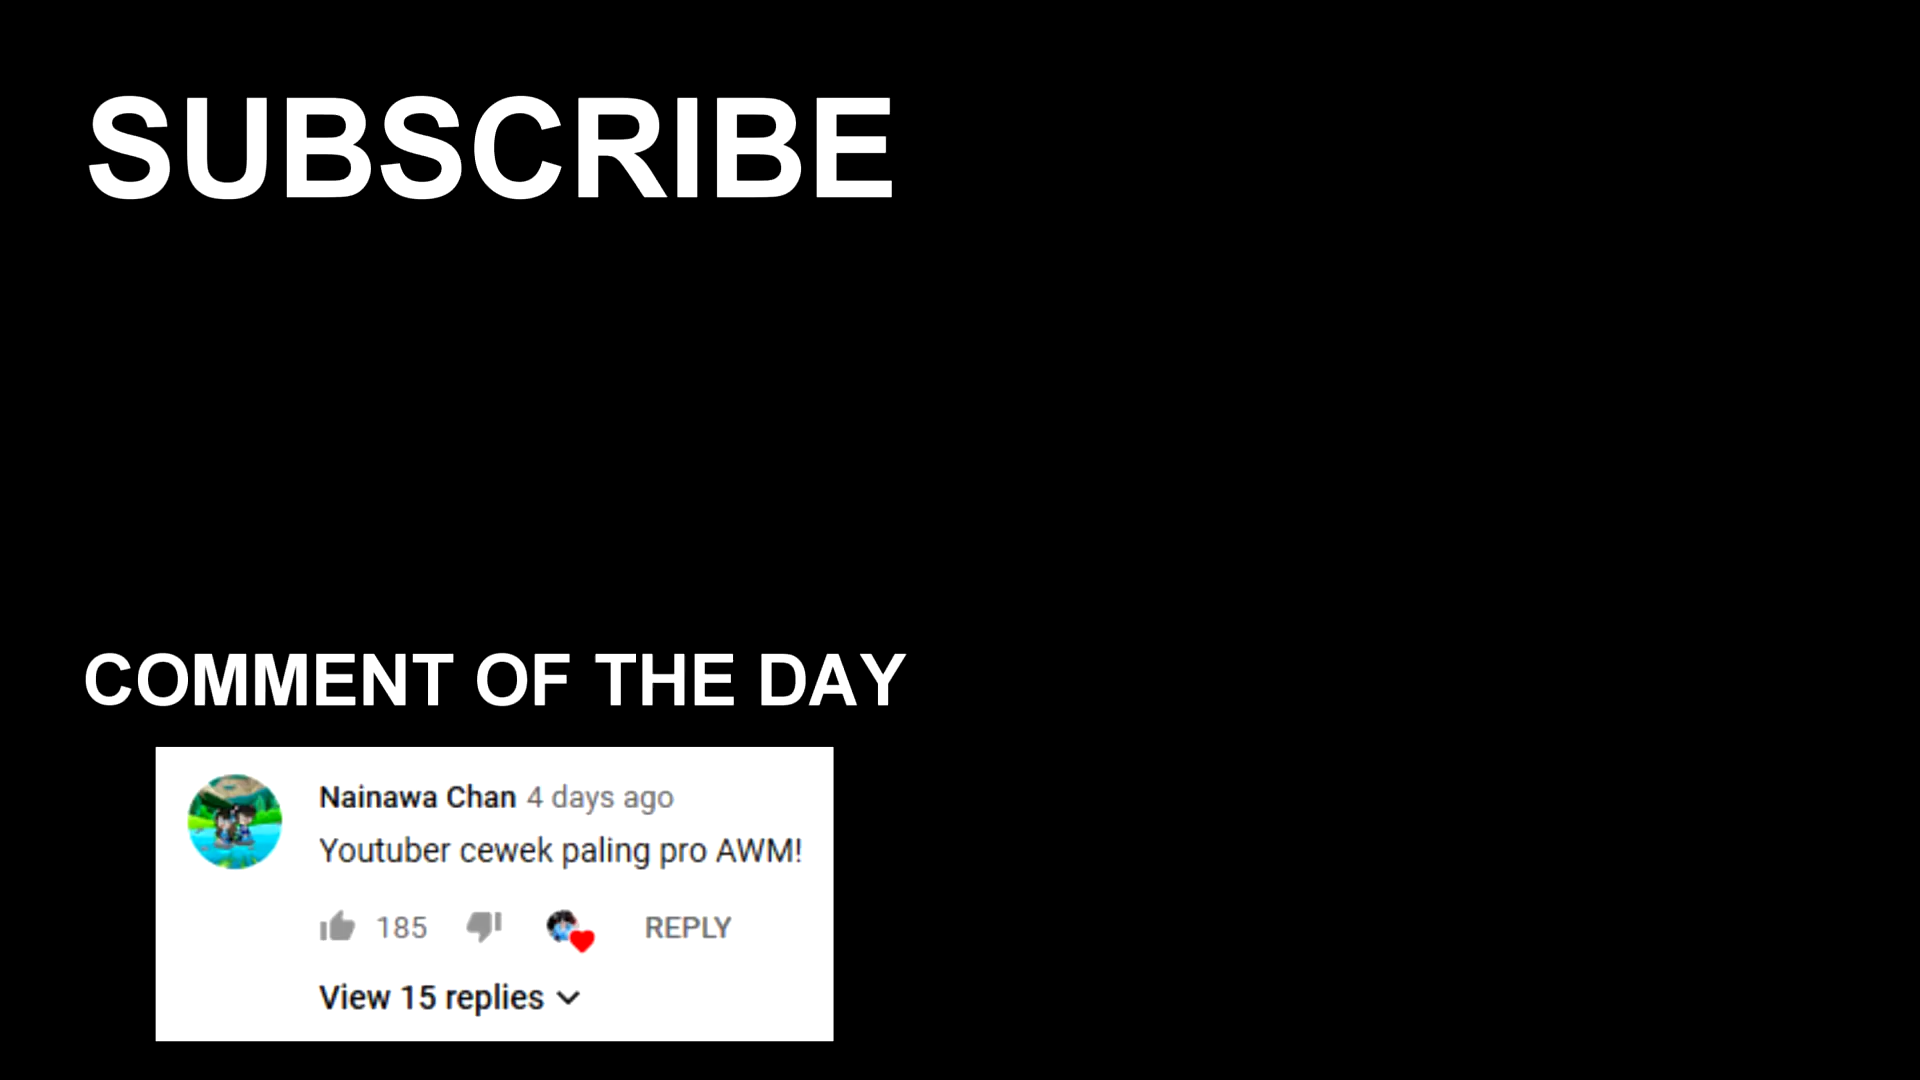 SUBSCRIBE
COMMENT OF THE DAY
Nainawa Chan 4 days ago
Youtuber cewek paling pro AWM!
185 REPLY
View 15 replies